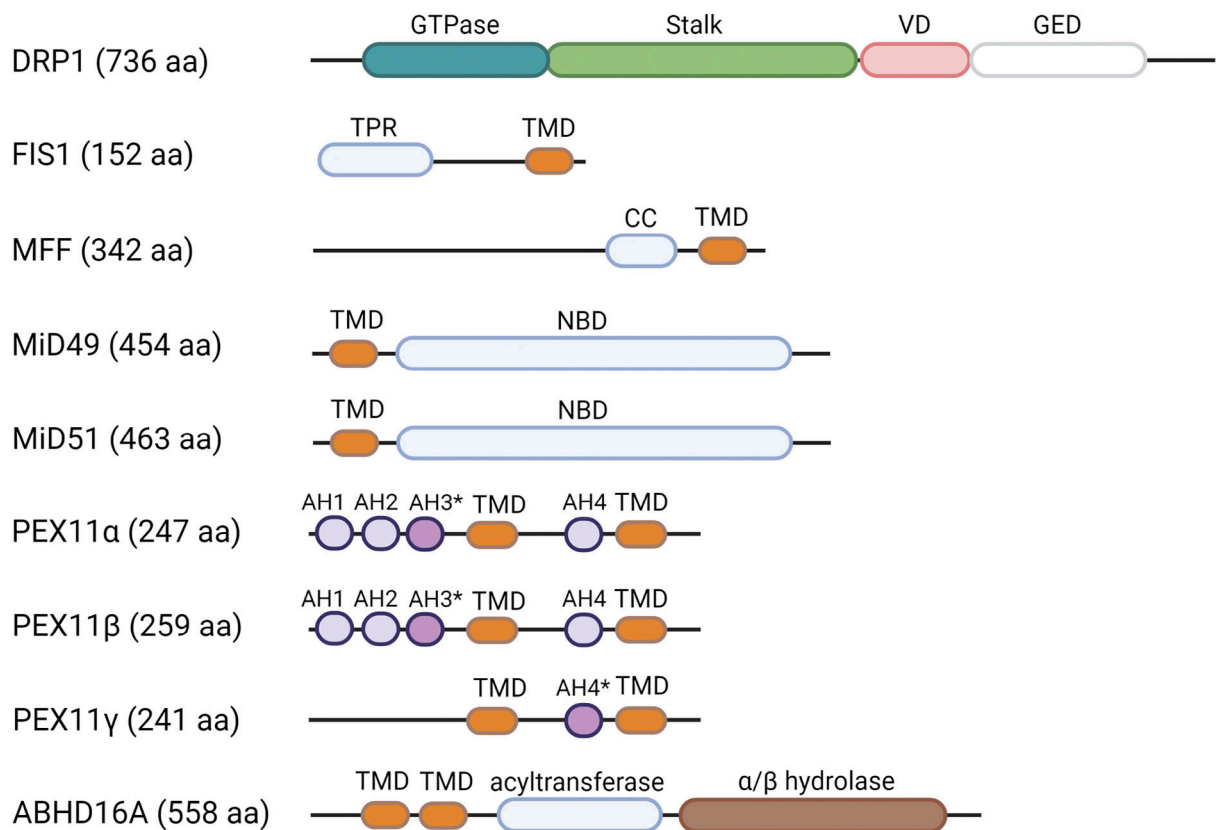 GTPase Stalk VD GED
DRP1 (736 aa)
TPR TMD
FIS1 (152 aa)
CC TMD
MFF (342 aa)
TMD NBD
MiD49 (454 aa)
TMD NBD
MiD51 (463 aa)
AH1 AH2 AH3* TMD AH4 TMD
PEX11α (247 aa)
AH1 AH2 AH3* TMD AH4 TMD
PEX11β (259 aa)
TMD AH4* TMD
PEX11γ (241 aa)
TMD TMD acyltransferase α/β hydrolase
ABHD16A (558 aa)